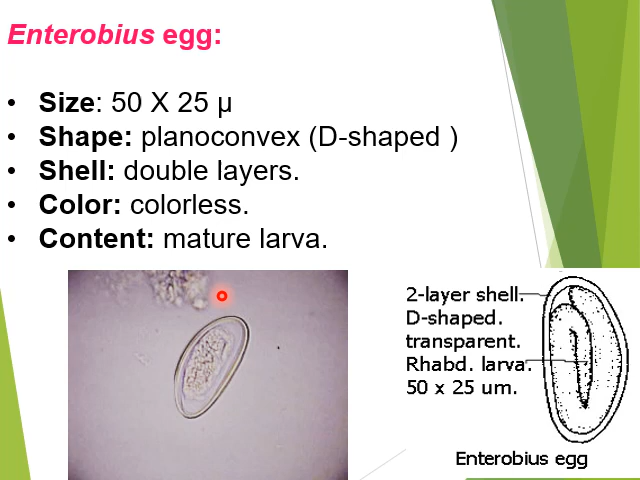 Enterobius egg:
• Size: 50 X 25 µ
• Shape: planoconvex (D-shaped )
• Shell: double layers.
• Color: colorless.
• Content: mature larva.
2-layer shell.
D-shaped.
transparent.
Rhabd. larva.
50 x 25 um.
Enterobius egg